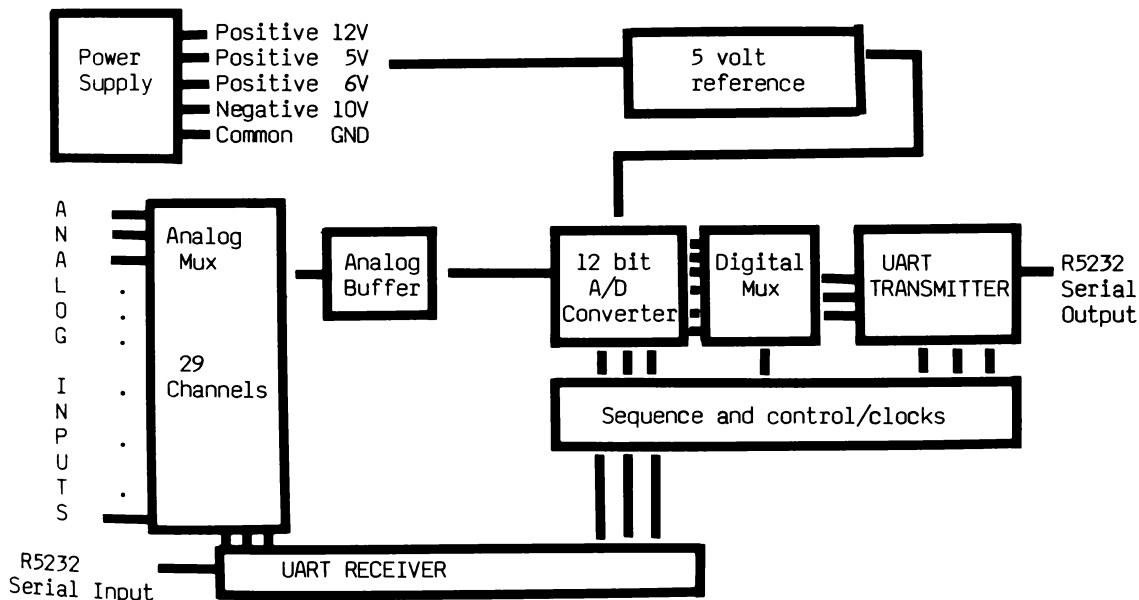 Power
Supply
Positive 12V
Positive 5V
Positive 6V
Negative 10V
Common GND
5 volt
reference
ANALOG INPUTS
Analog
Mux
29
Channels
Analog
Buffer
12 bit
A/D
Converter
Digital
Mux
UART
TRANSMITTER
R5232
Serial
Output
Sequence and control/clocks
R5232
Serial Input
UART RECEIVER